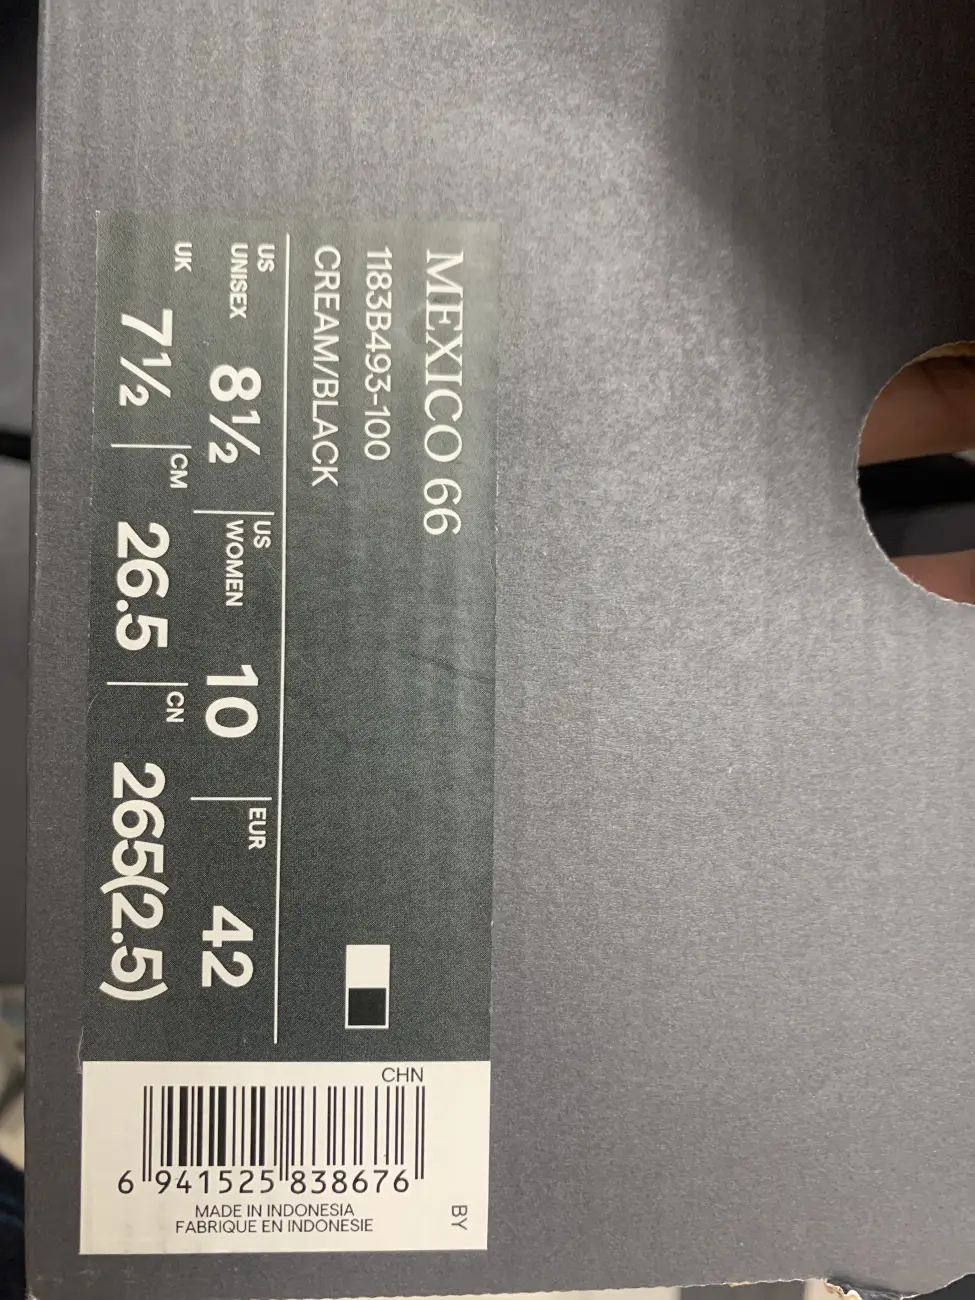 MEXICO 66
1183B493-100
CREAM/BLACK
US UNISEX 8½ US WOMEN 10 EUR 42
UK 7½ CM 26.5 CN 265(2.5)
CHN
6 941525 838676
MADE IN INDONESIA
FABRIQUE EN INDONESIE
BY